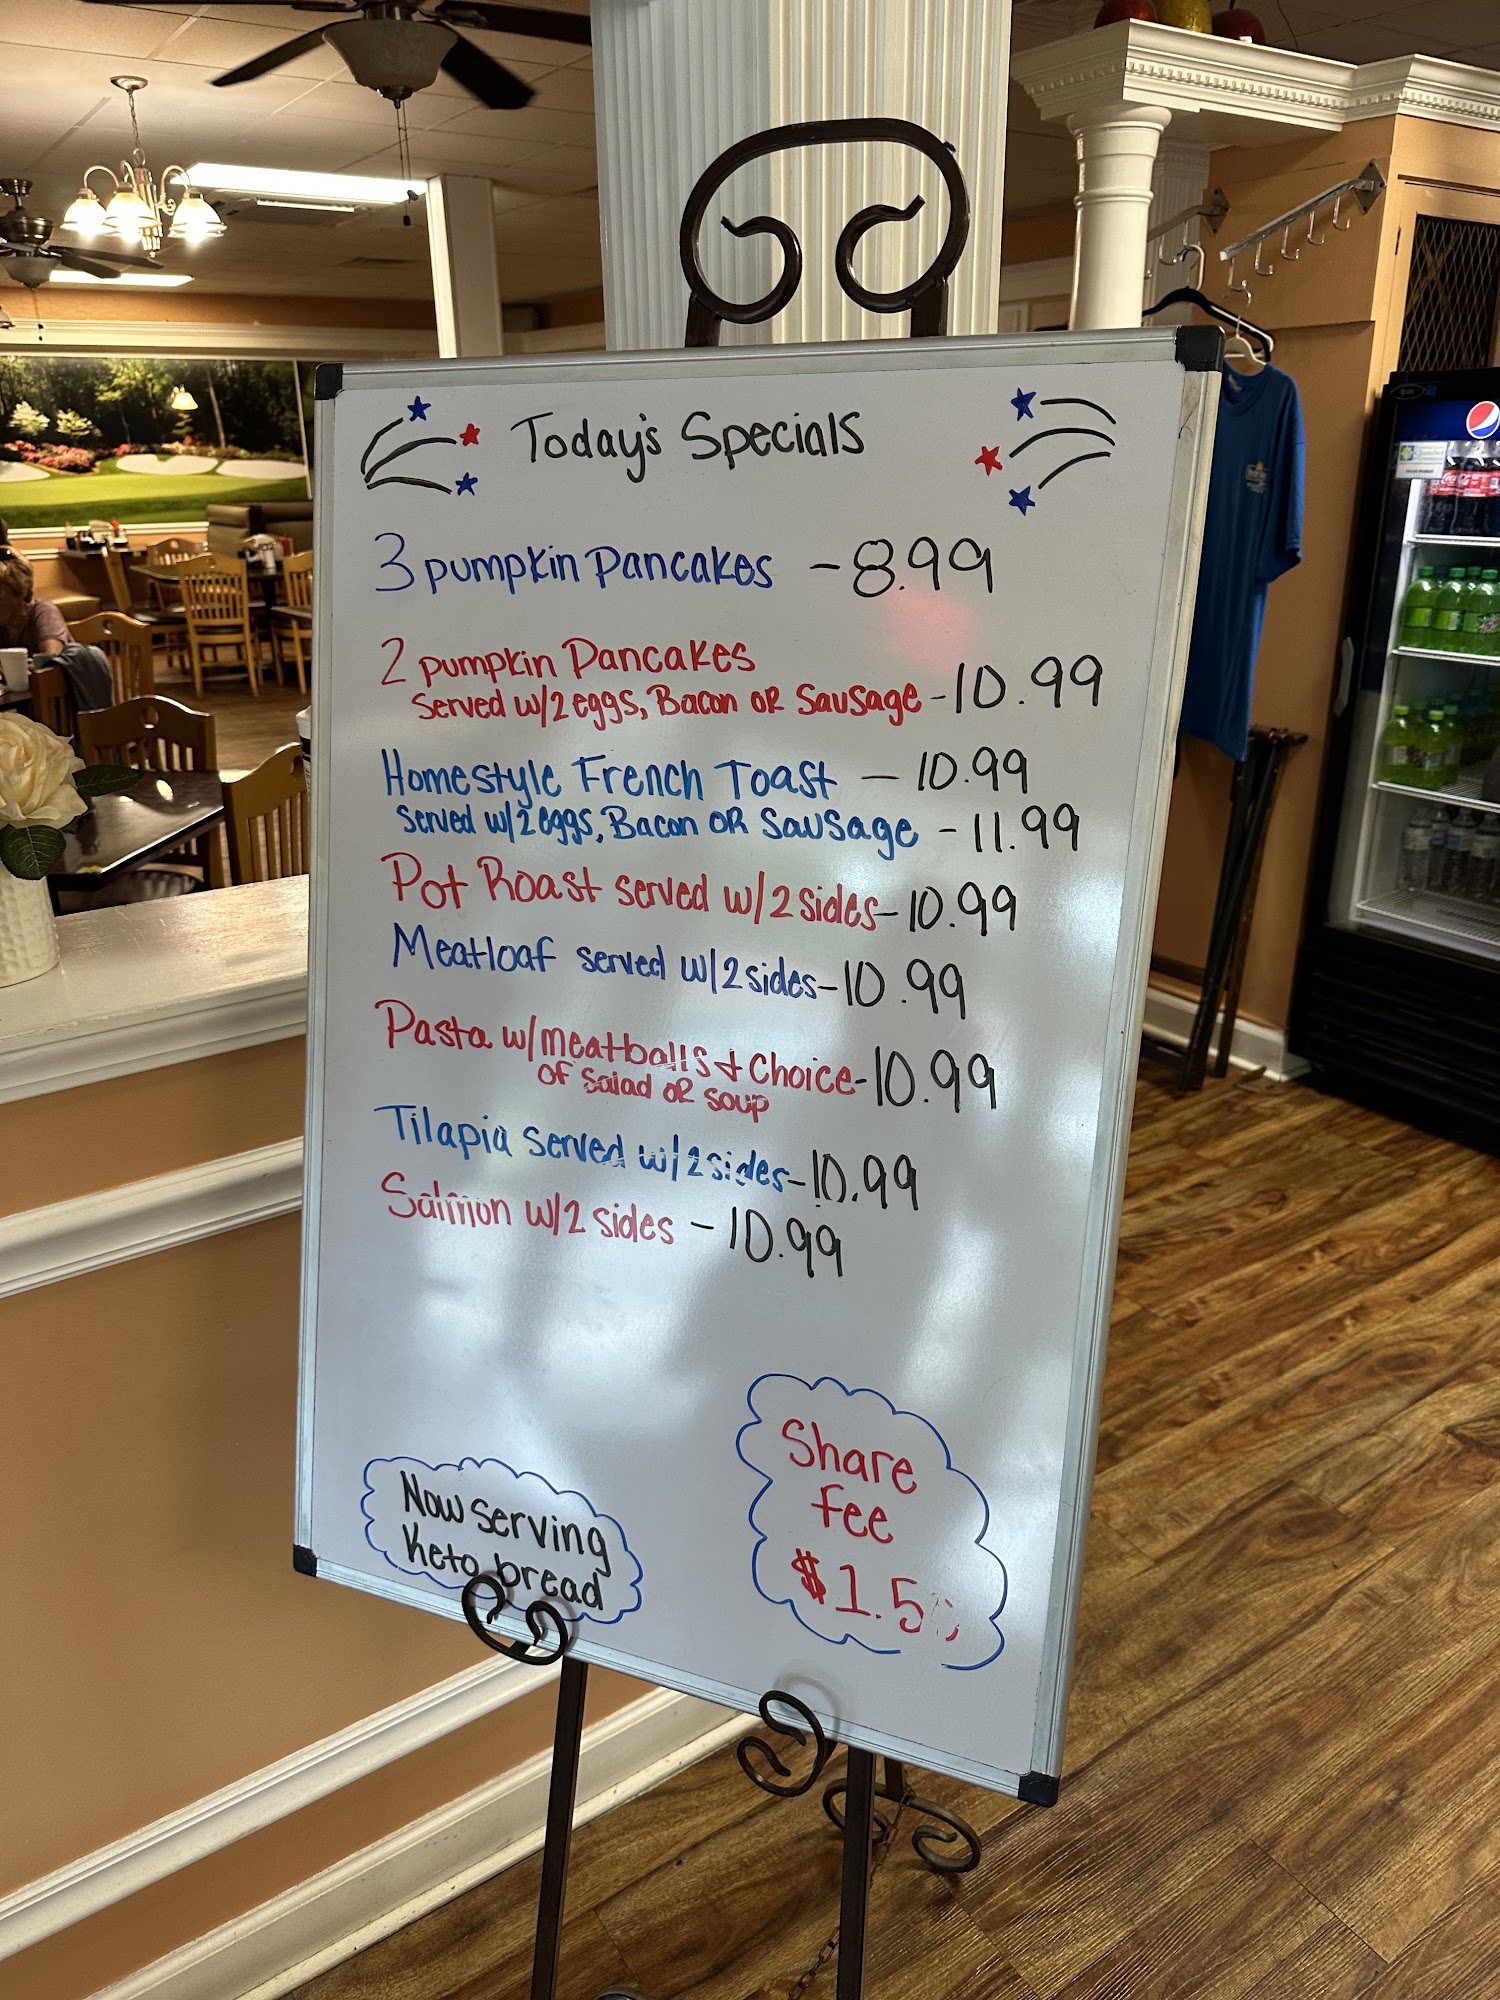 Today's Specials
3 pumpkin Pancakes - 8.99
2 pumpkin Pancakes
Served w/2 eggs, Bacon or Sausage - 10.99
Homestyle French Toast - 10.99
Served w/2 eggs, Bacon or Sausage - 11.99
Pot Roast served w/2 sides - 10.99
Meatloaf served w/2 sides - 10.99
Pasta w/meatballs & Choice - 10.99
of salad or soup
Tilapia served w/2 sides - 10.99
Salmon w/2 sides - 10.99
Now serving
Keto bread
Share
fee
$1.5